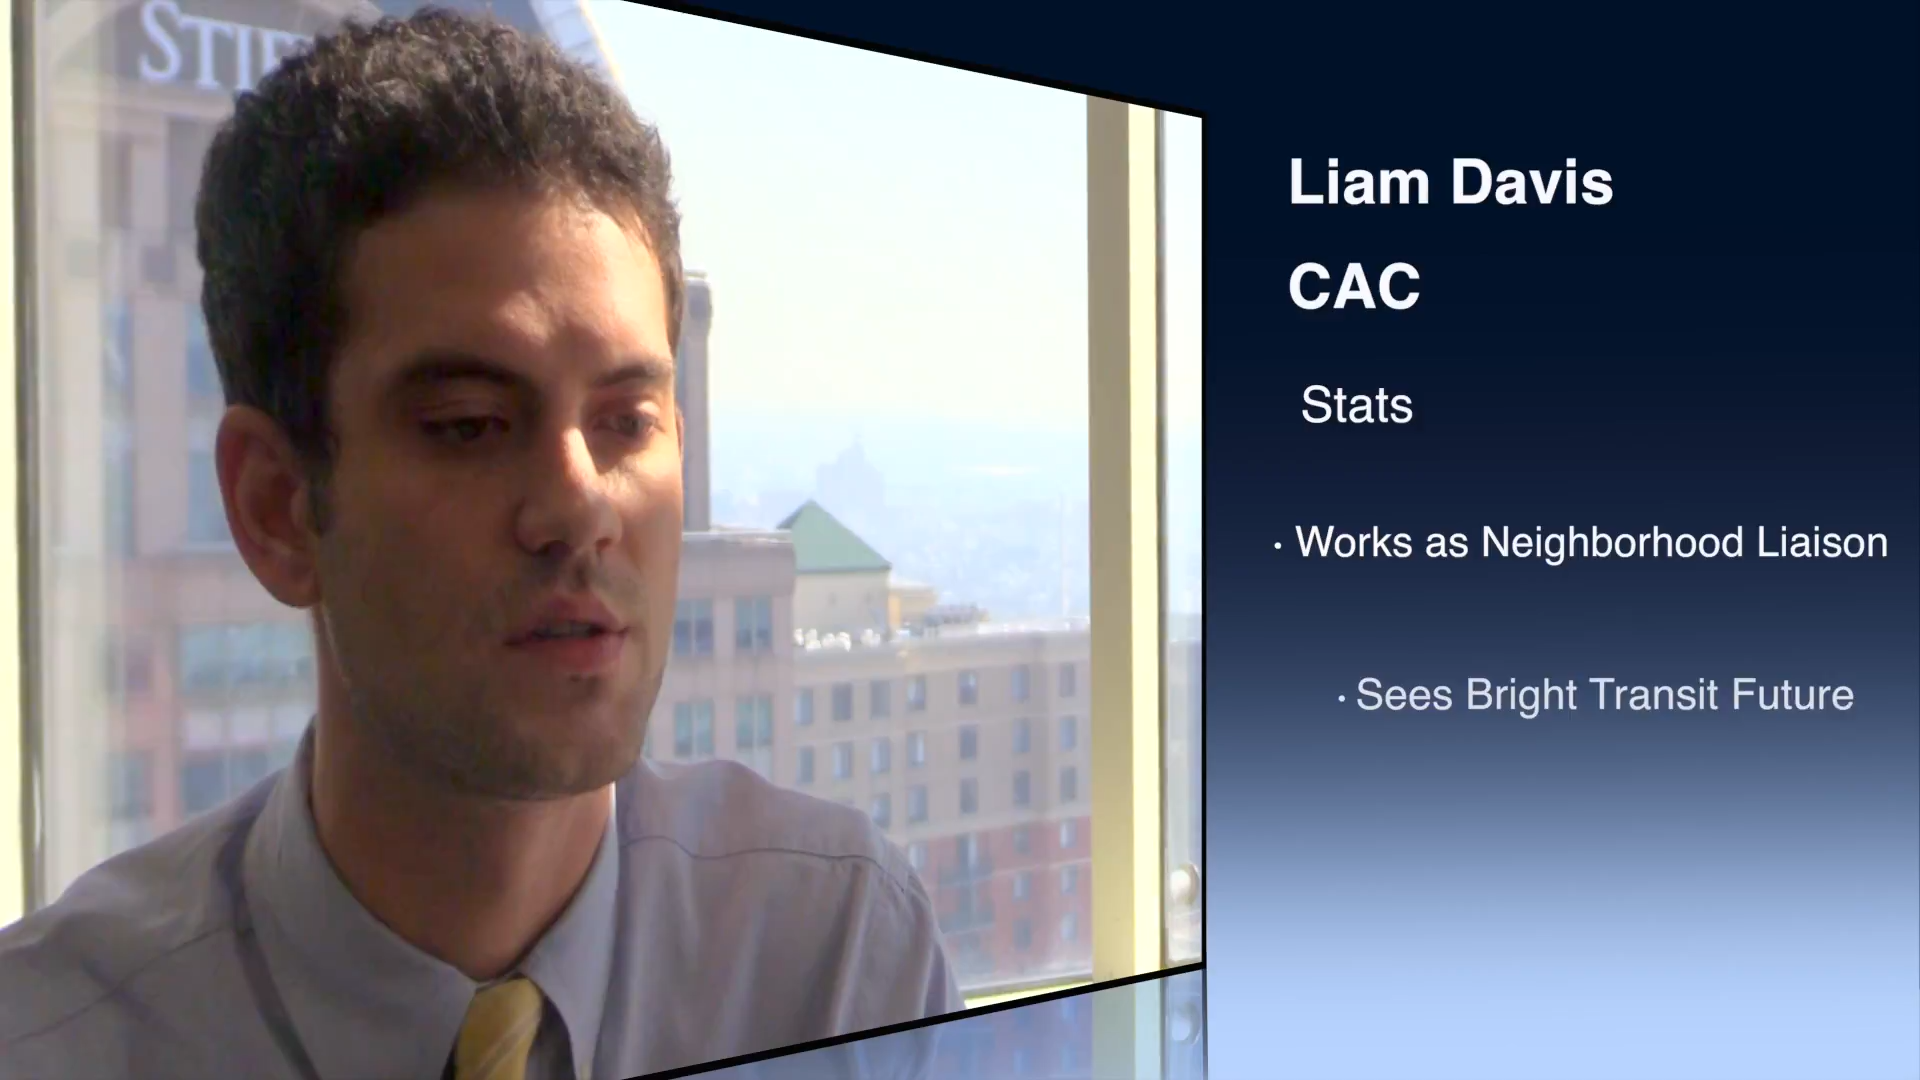 Liam Davis
CAC
Stats
· Works as Neighborhood Liaison
· Sees Bright Transit Future